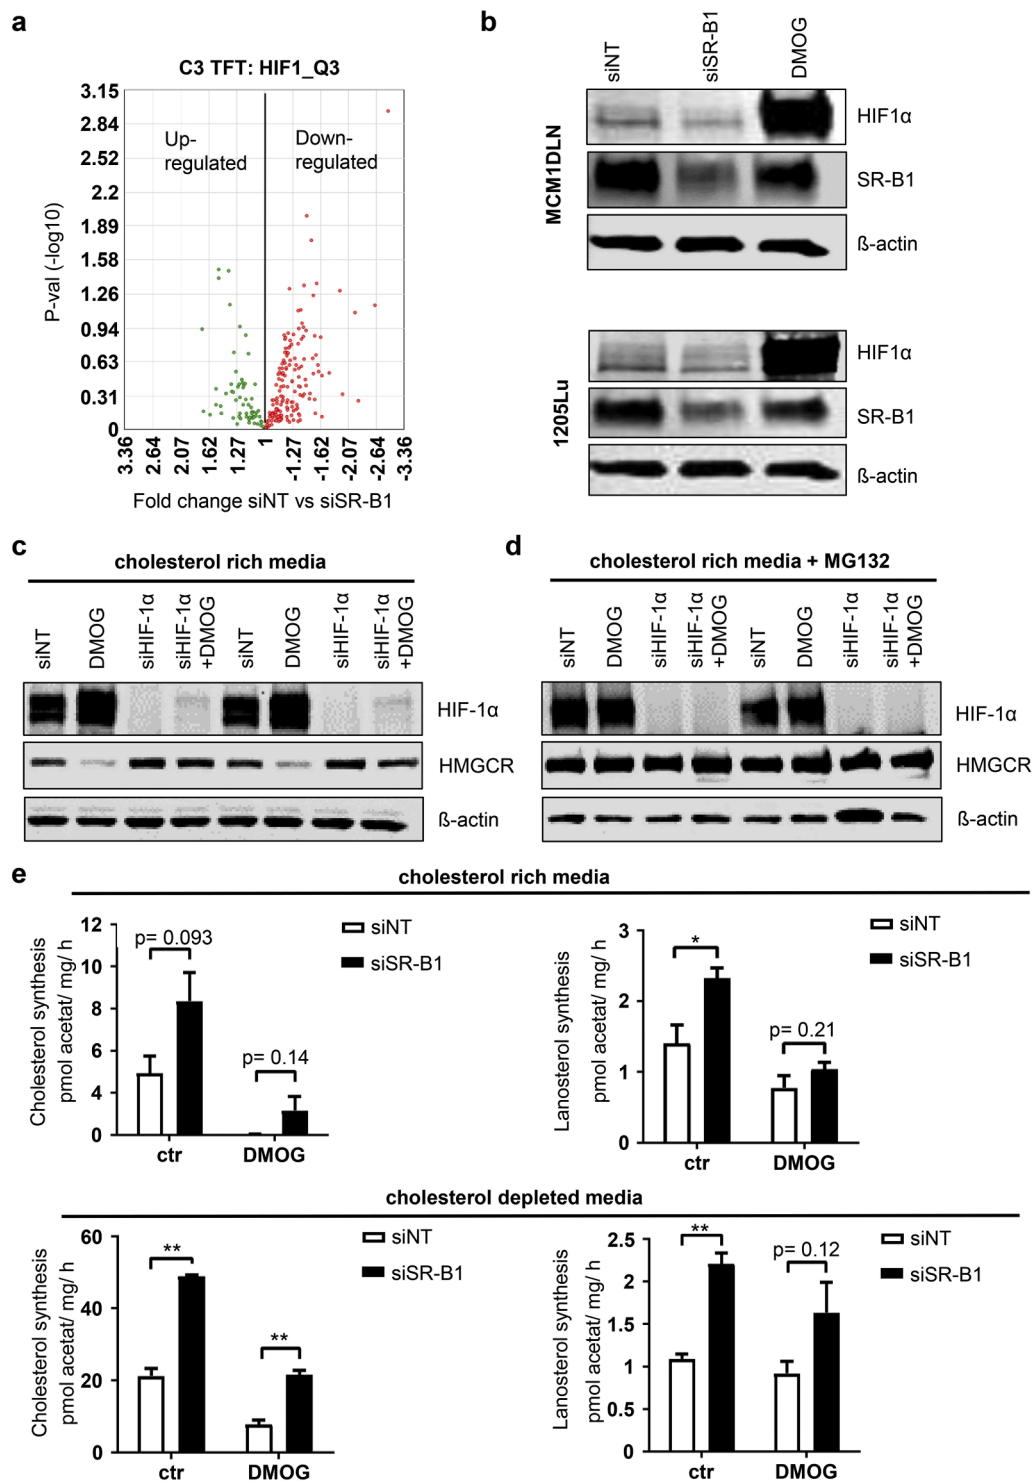 a
C3 TFT: HIF1_Q3
3.15
2.84
2.52
2.2
1.89
1.58
1.26
0.94
0.63
0.31
0
P-val (-log10)
Up-
regulated
Down-
regulated
3.36 2.64 2.07 1.62 1.27 1 -1.27 -1.62 -2.07 -2.64 -3.36
Fold change siNT vs siSR-B1
b
siNT siSR-B1 DMOG
MCM1DLN
HIF1α
SR-B1
ß-actin
1205Lu
HIF1α
SR-B1
ß-actin
c
cholesterol rich media
siNT DMOG siHIF-1α siHIF-1α +DMOG siNT DMOG siHIF-1α siHIF-1α +DMOG
HIF-1α
HMGCR
ß-actin
d
cholesterol rich media + MG132
siNT DMOG siHIF-1α siHIF-1α +DMOG siNT DMOG siHIF-1α siHIF-1α +DMOG
HIF-1α
HMGCR
ß-actin
e
cholesterol rich media
Cholesterol synthesis
pmol acetat/ mg/ h
12
10
8
6
4
2
0
p= 0.093
p= 0.14
siNT
siSR-B1
ctr DMOG
Lanosterol synthesis
pmol acetat/ mg/ h
3
2
1
0
*
p= 0.21
siNT
siSR-B1
ctr DMOG
cholesterol depleted media
Cholesterol synthesis
pmol acetat/ mg/ h
60
40
20
0
**
**
siNT
siSR-B1
ctr DMOG
Lanosterol synthesis
pmol acetat/ mg/ h
2.5
2
1.5
1
0.5
0
**
p= 0.12
siNT
siSR-B1
ctr DMOG